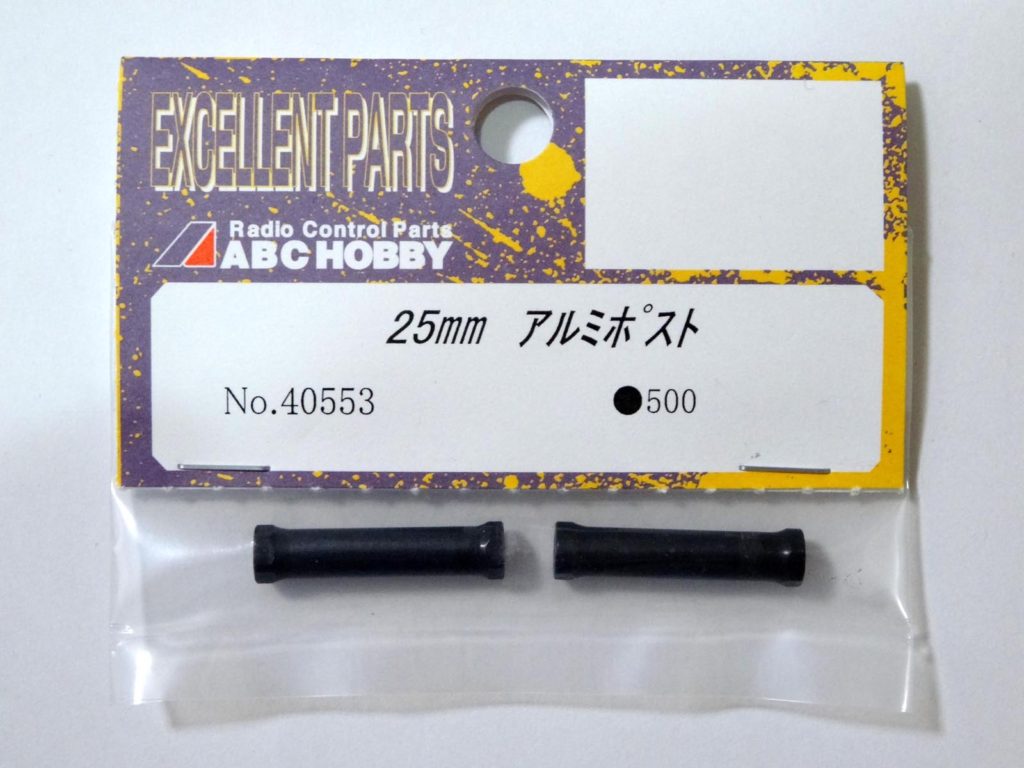 EXCELLENT PARTS
Radio Control Parts
ABC HOBBY
25mm アルミポスト
No.40553 ●500